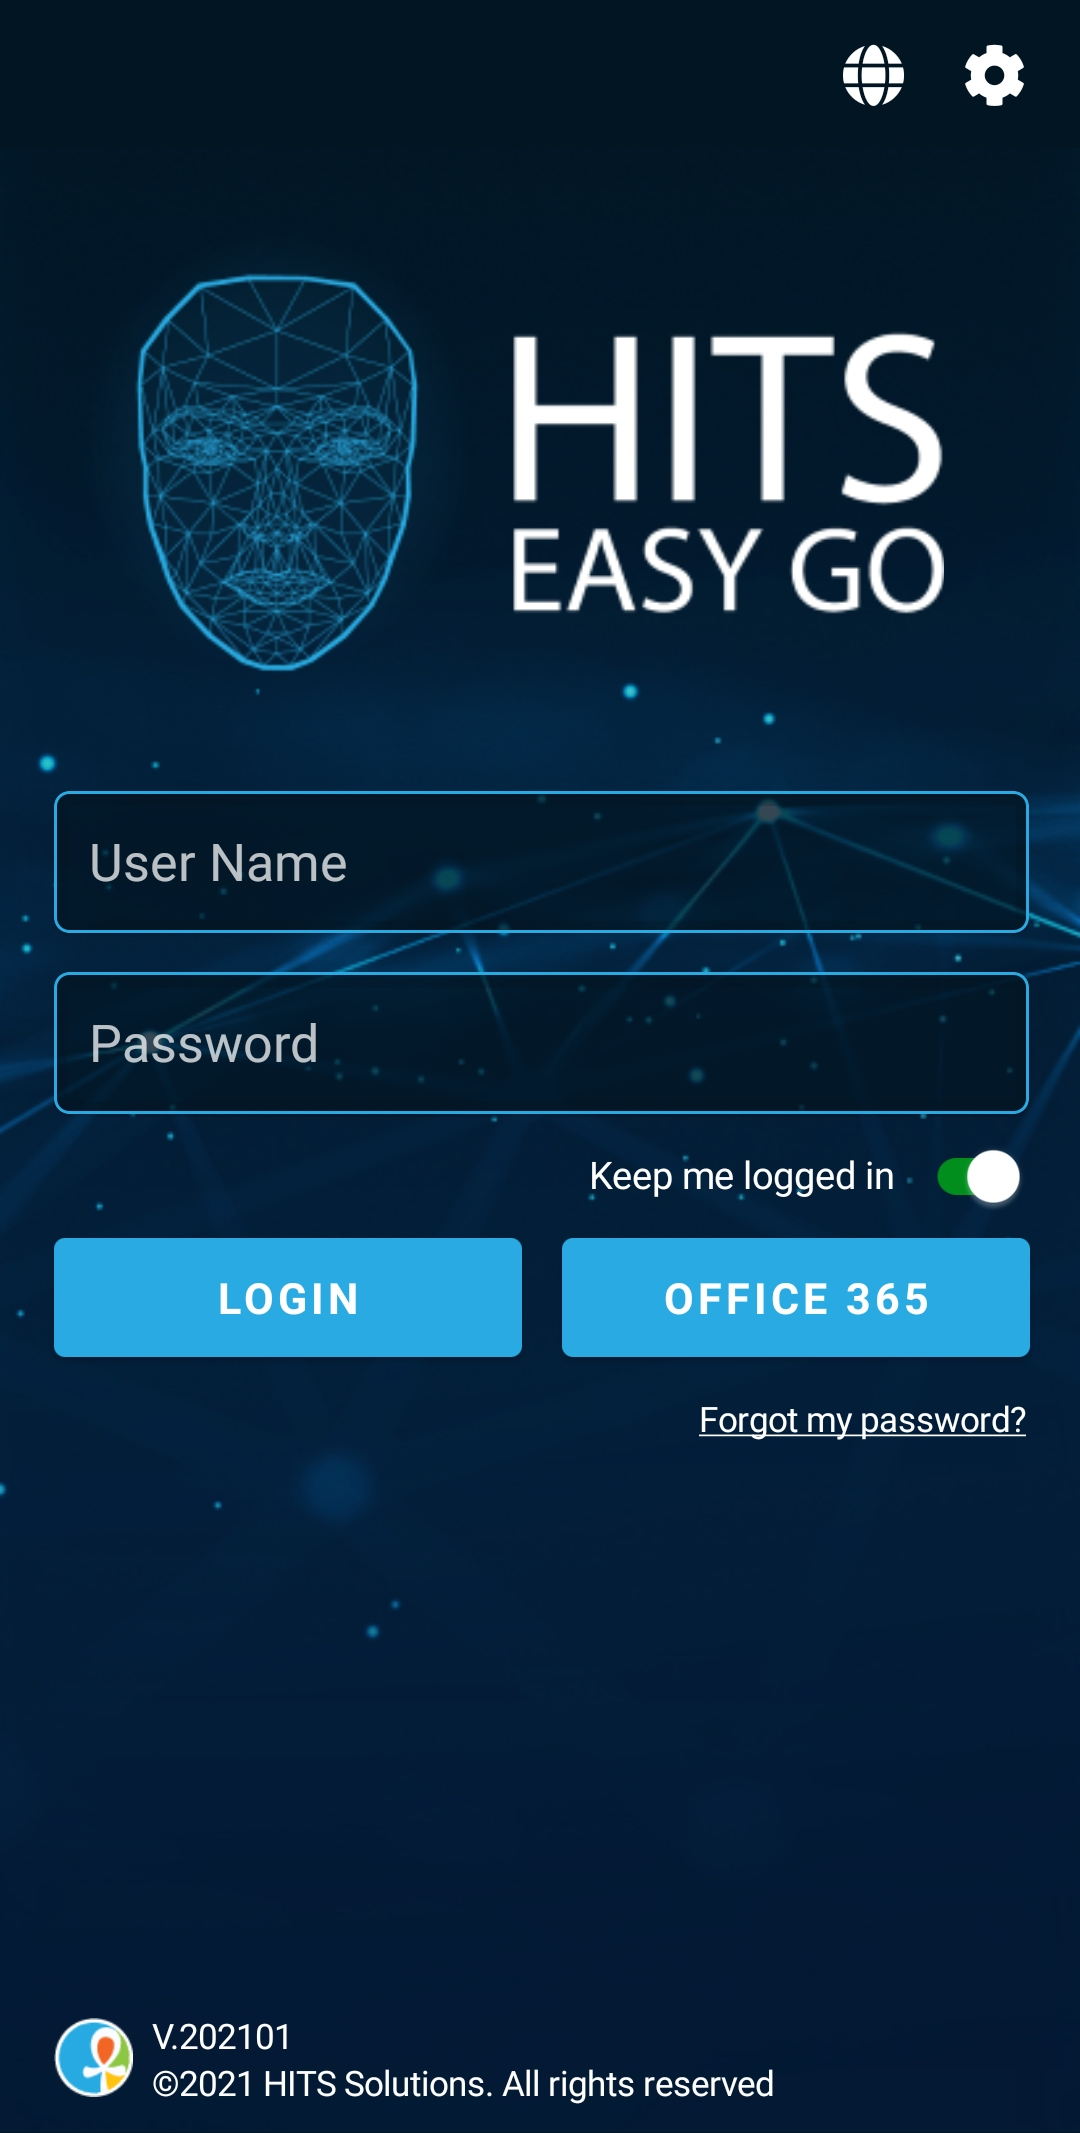 HITS
EASY GO
User Name
Password
Keep me logged in
LOGIN
OFFICE 365
Forgot my password?
V.202101
©2021 HITS Solutions. All rights reserved